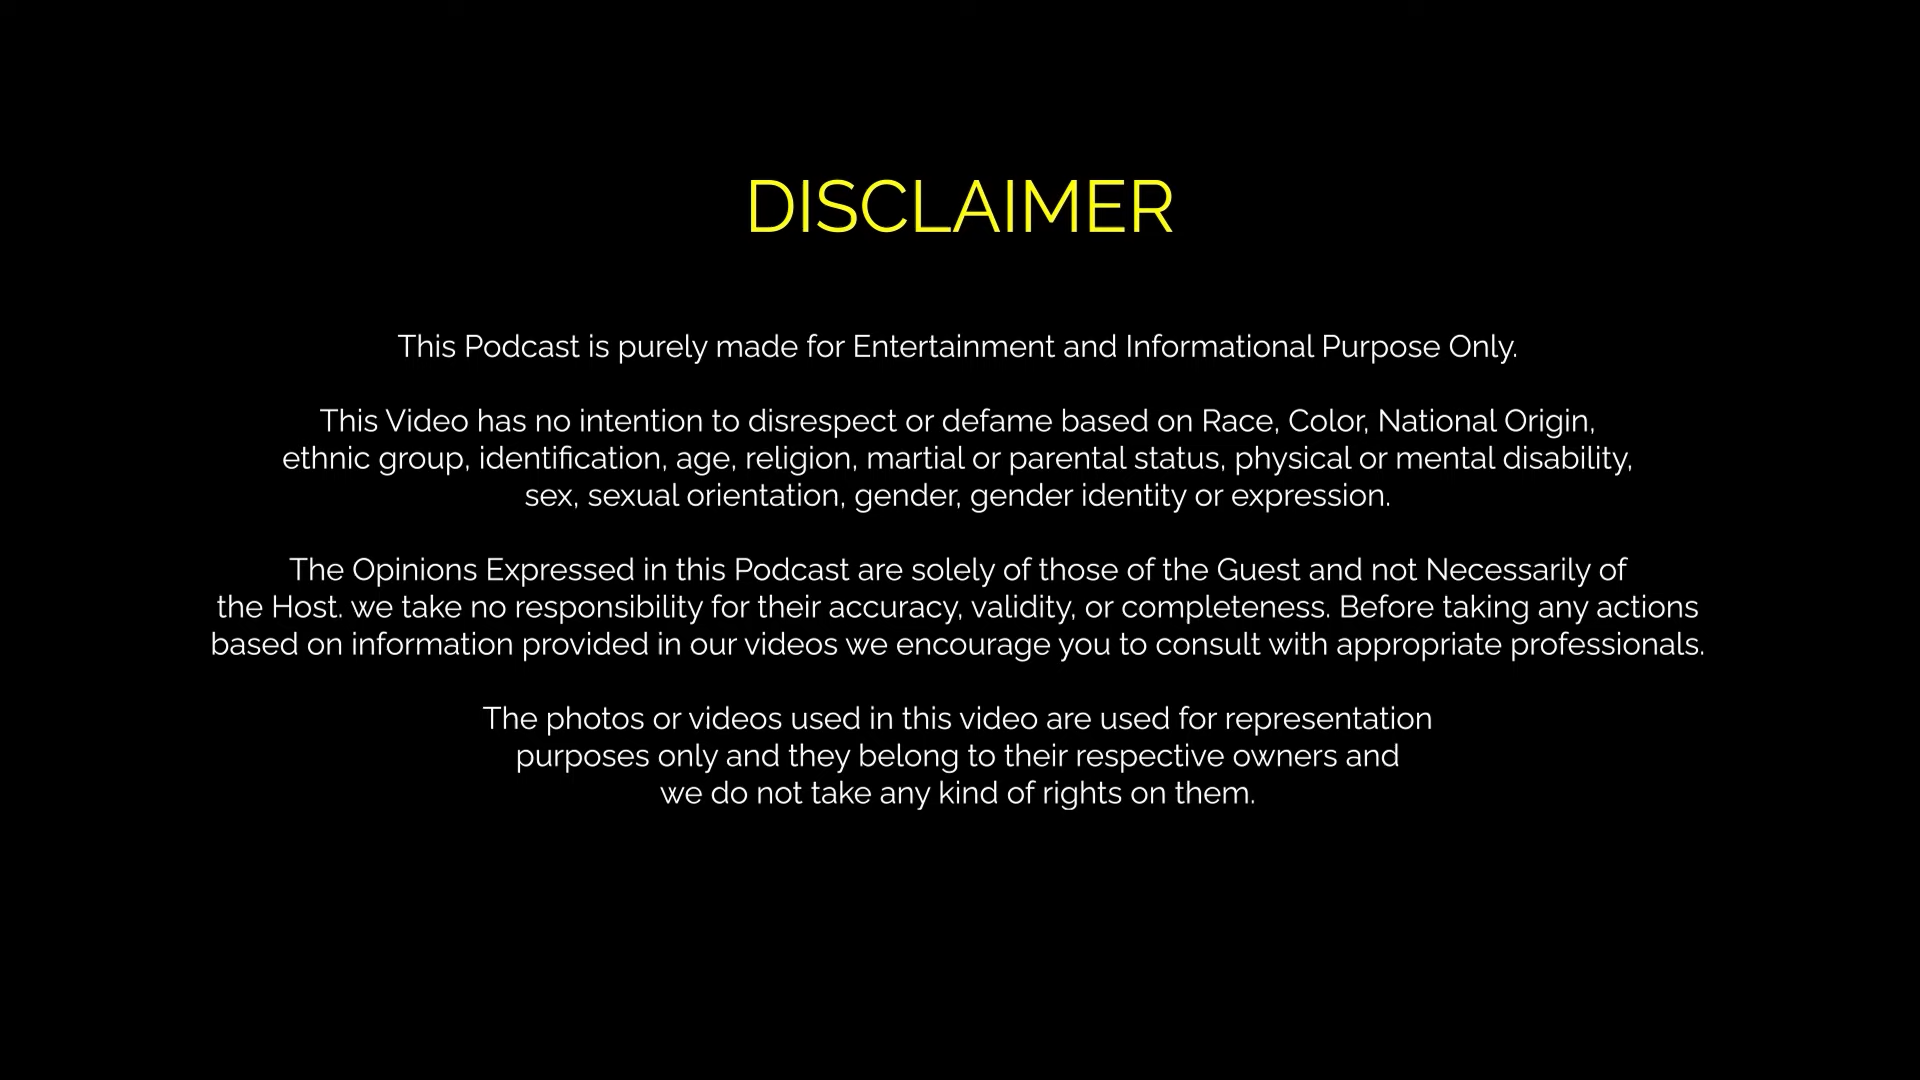 DISCLAIMER
This Podcast is purely made for Entertainment and Informational Purpose Only.
This Video has no intention to disrespect or defame based on Race, Color, National Origin,
ethnic group, identification, age, religion, martial or parental status, physical or mental disability,
sex, sexual orientation, gender, gender identity or expression.
The Opinions Expressed in this Podcast are solely of those of the Guest and not Necessarily of
the Host. we take no responsibility for their accuracy, validity, or completeness. Before taking any actions
based on information provided in our videos we encourage you to consult with appropriate professionals.
The photos or videos used in this video are used for representation
purposes only and they belong to their respective owners and
we do not take any kind of rights on them.